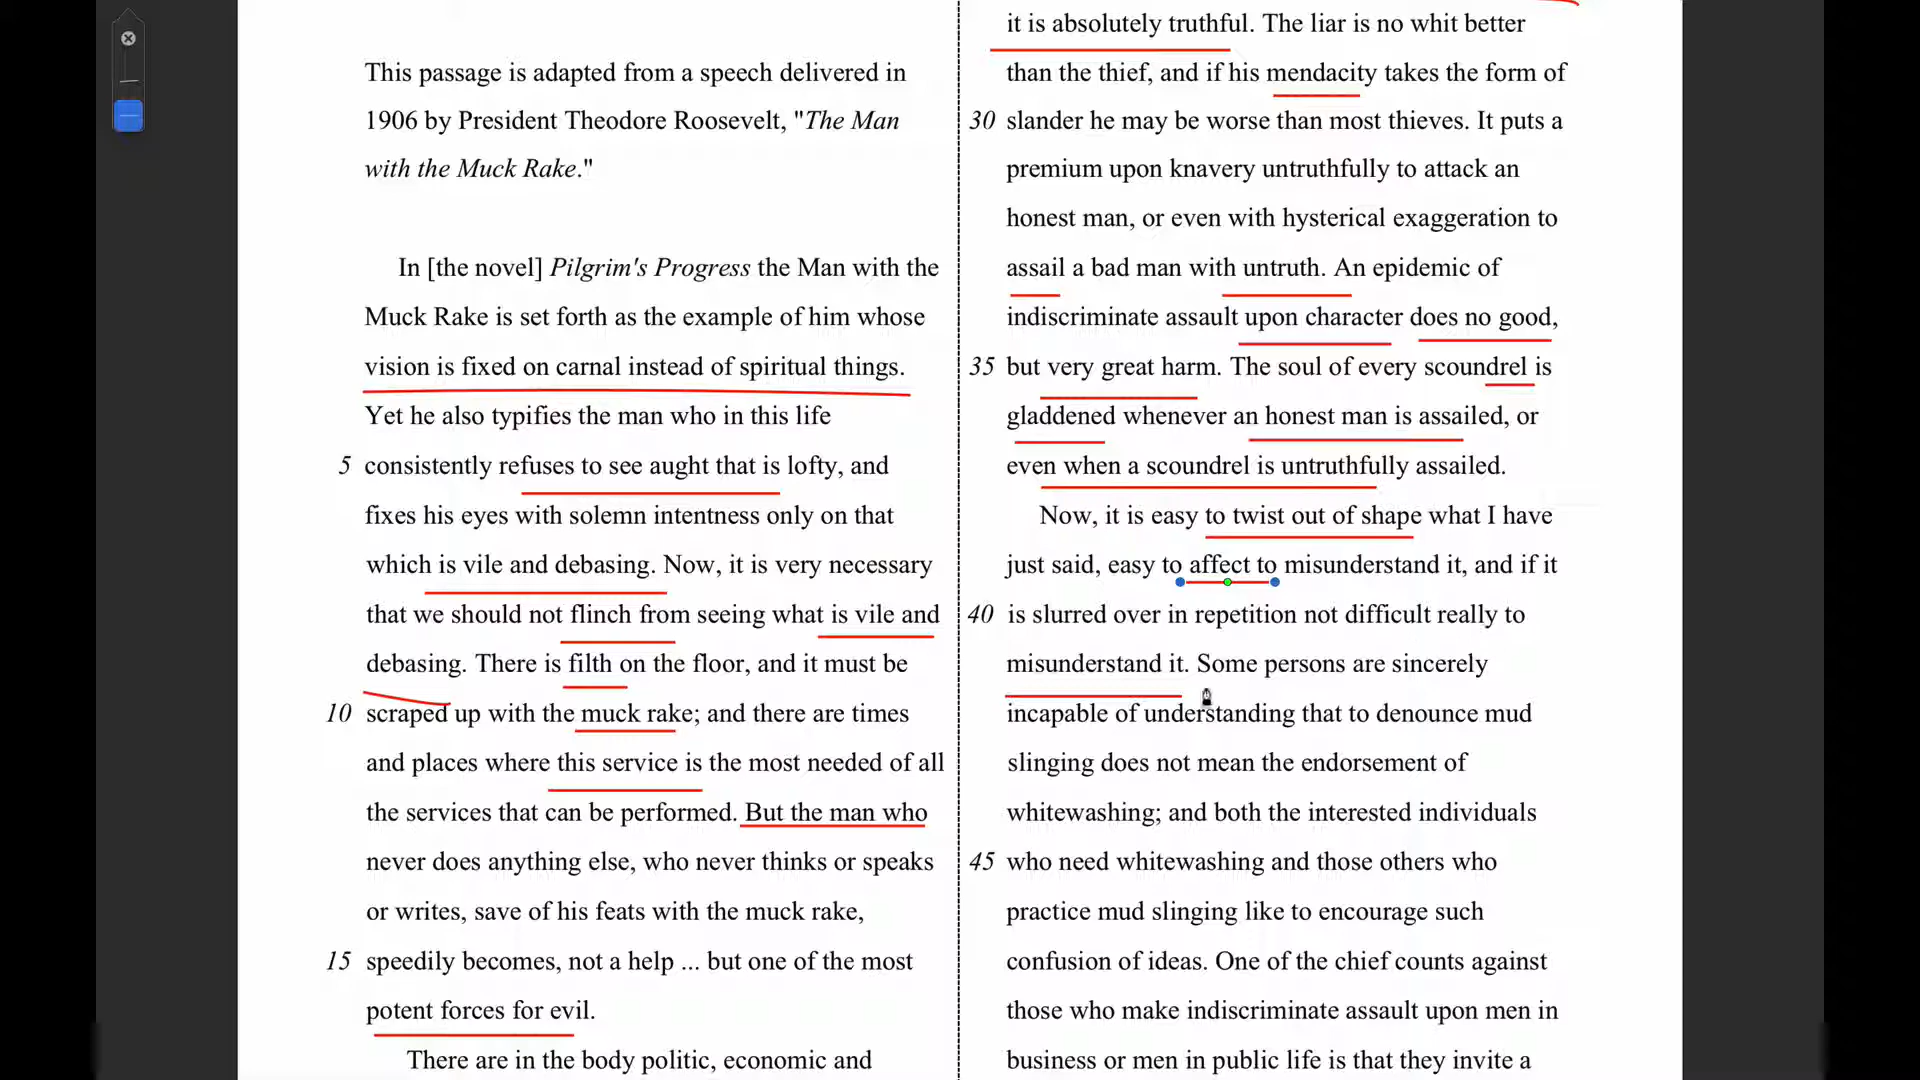 This passage is adapted from a speech delivered in
1906 by President Theodore Roosevelt, "The Man
with the Muck Rake."
In [the novel] Pilgrim's Progress the Man with the
Muck Rake is set forth as the example of him whose
vision is fixed on carnal instead of spiritual things.
Yet he also typifies the man who in this life
5 consistently refuses to see aught that is lofty, and
fixes his eyes with solemn intentness only on that
which is vile and debasing. Now, it is very necessary
that we should not flinch from seeing what is vile and
debasing. There is filth on the floor, and it must be
10 scraped up with the muck rake; and there are times
and places where this service is the most needed of all
the services that can be performed. But the man who
never does anything else, who never thinks or speaks
or writes, save of his feats with the muck rake,
15 speedily becomes, not a help ... but one of the most
potent forces for evil.
There are in the body politic, economic and
it is absolutely truthful. The liar is no whit better
than the thief, and if his mendacity takes the form of
30 slander he may be worse than most thieves. It puts a
premium upon knavery untruthfully to attack an
honest man, or even with hysterical exaggeration to
assail a bad man with untruth. An epidemic of
indiscriminate assault upon character does no good,
35 but very great harm. The soul of every scoundrel is
gladdened whenever an honest man is assailed, or
even when a scoundrel is untruthfully assailed.
Now, it is easy to twist out of shape what I have
just said, easy to affect to misunderstand it, and if it
40 is slurred over in repetition not difficult really to
misunderstand it. Some persons are sincerely
incapable of understanding that to denounce mud
slinging does not mean the endorsement of
whitewashing; and both the interested individuals
45 who need whitewashing and those others who
practice mud slinging like to encourage such
confusion of ideas. One of the chief counts against
those who make indiscriminate assault upon men in
business or men in public life is that they invite a